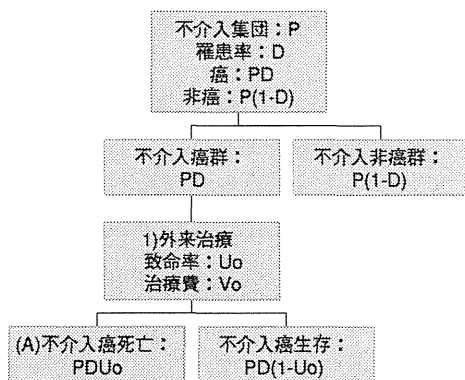 不介入集団：P
罹患率：D
癌：PD
非癌：P(1-D)
不介入癌群：
PD
不介入非癌群：
P(1-D)
1)外来治療
致命率：Uo
治療費：Vo
(A)不介入癌死亡：
PDUo
不介入癌生存：
PD(1-Uo)